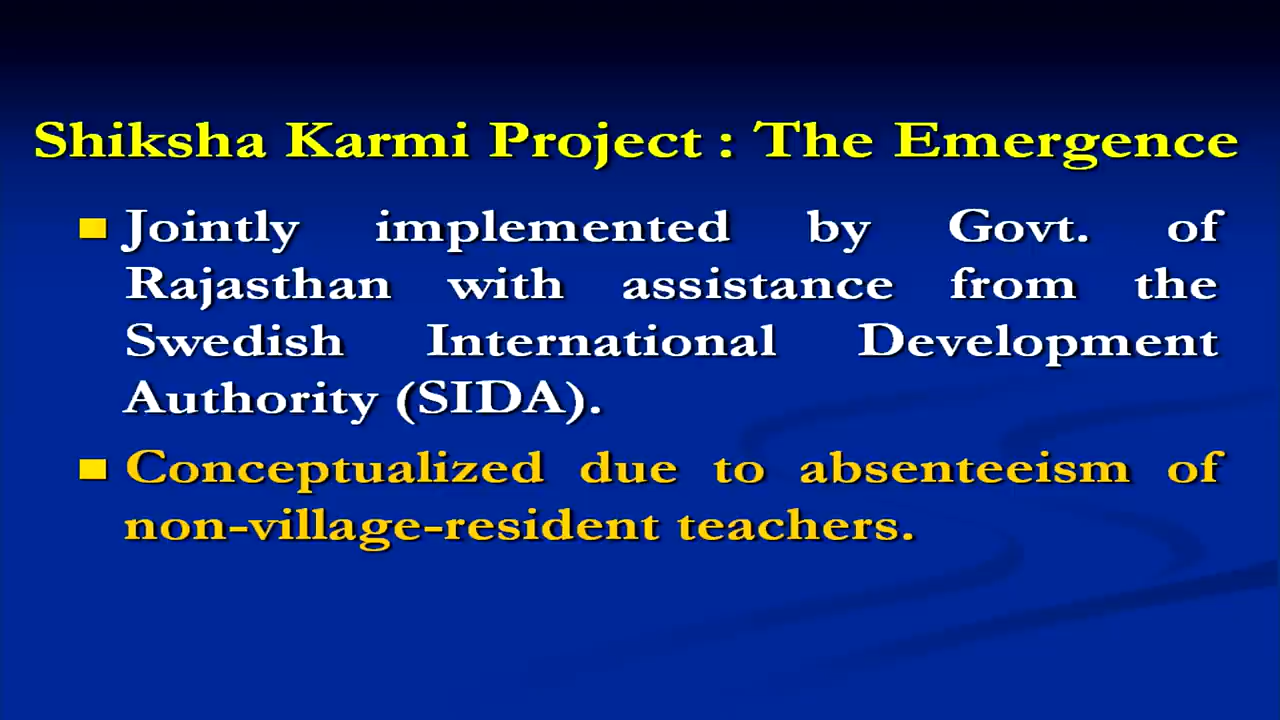 Shiksha Karmi Project : The Emergence
Jointly implemented by Govt. of
Rajasthan with assistance from the
Swedish International Development
Authority (SIDA).
Conceptualized due to absenteeism of
non-village-resident teachers.